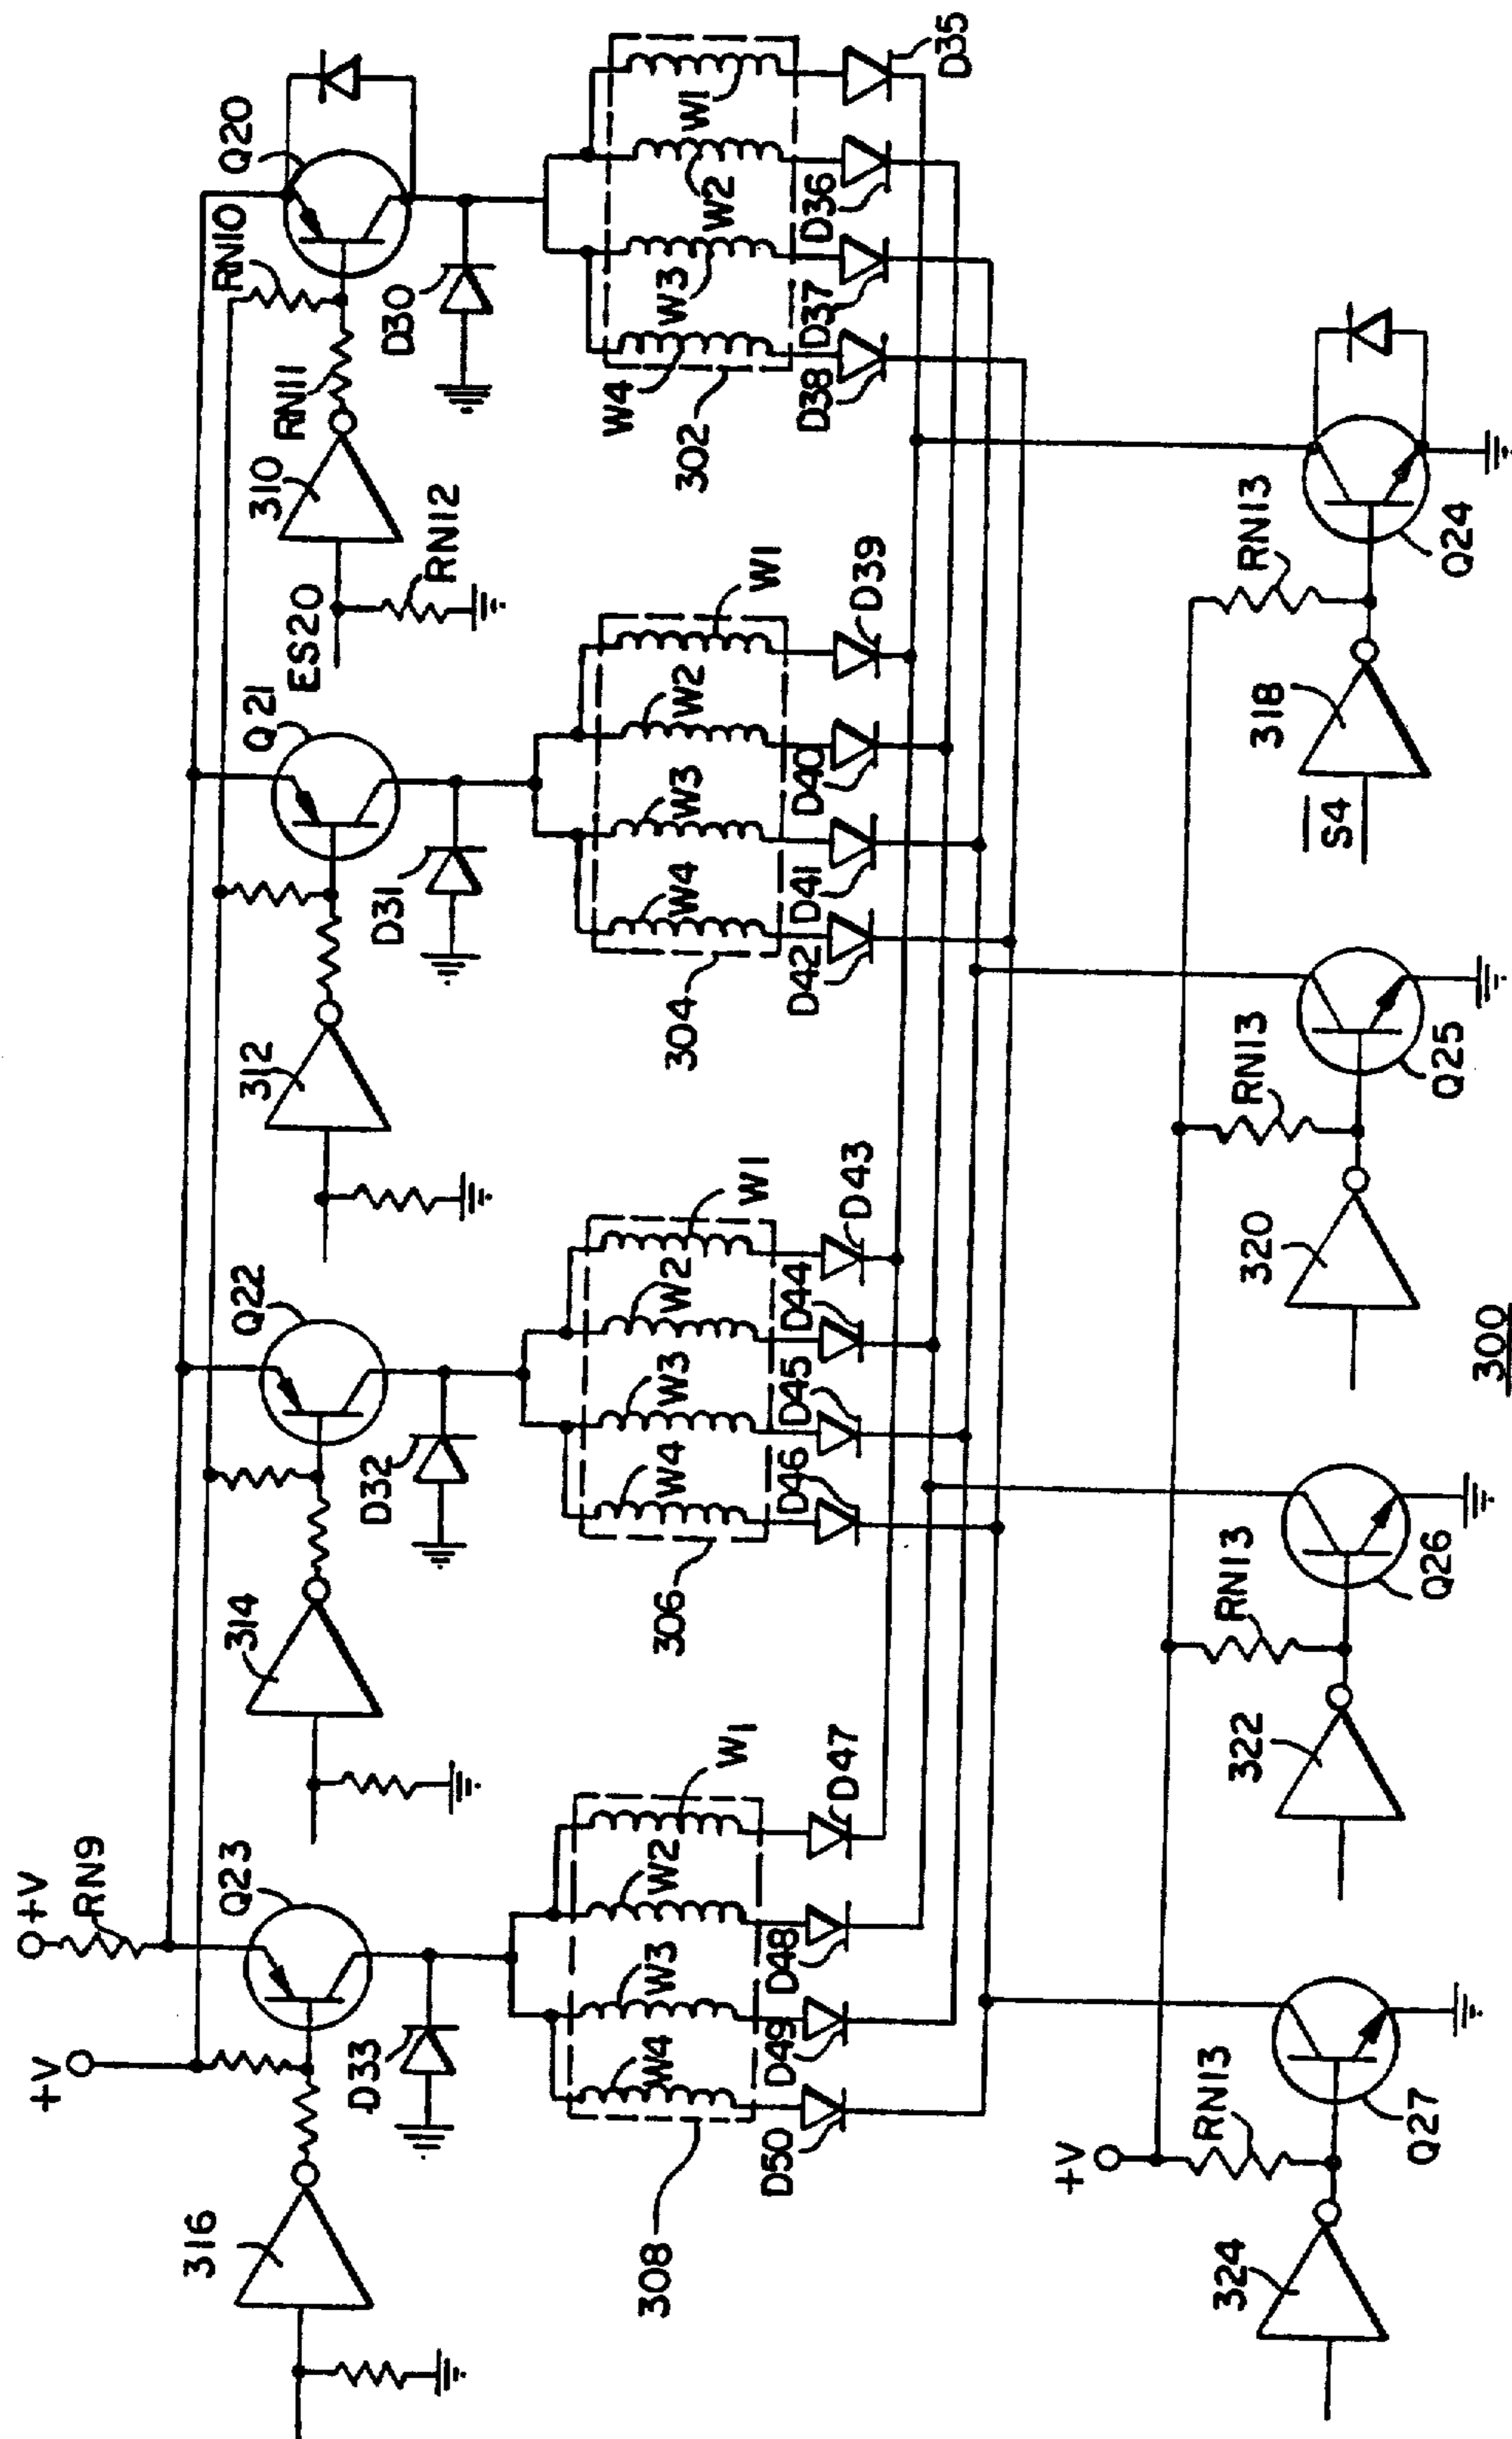 +V
+V
RN9
Q23
Q22
Q21
Q20
RN10
316
314
312
ES20
310
RN11
RN12
D33
D32
D31
D30
W4
W3
W2
W1
W4
W3
W2
W1
W4
W3
W2
W1
W4
W3
W2
W1
308
306
304
302
D50
D49
D48
D47
D46
D45
D44
D43
D42
D41
D40
D39
D38
D37
D36
D35
+V
RN13
RN13
RN13
RN13
324
322
320
318
S̅4̅
Q27
Q26
Q25
Q24
300